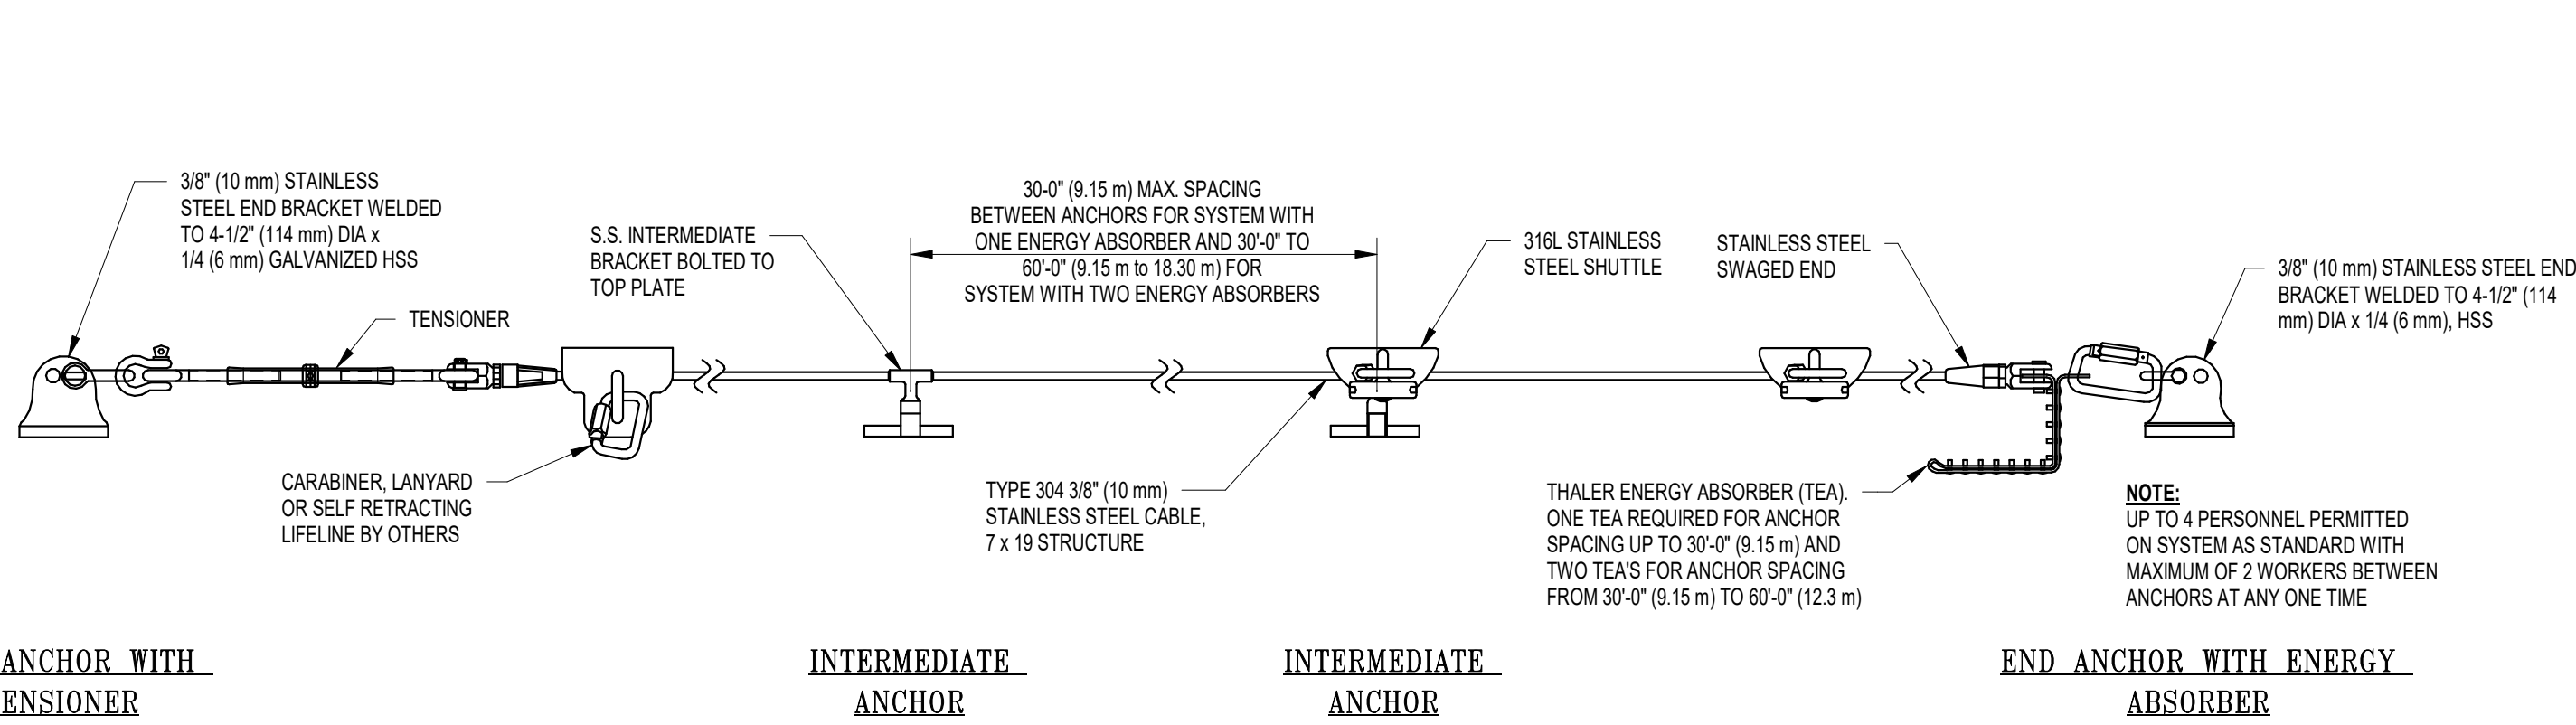 3/8" (10 mm) STAINLESS
STEEL END BRACKET WELDED
TO 4-1/2" (114 mm) DIA x
1/4 (6 mm) GALVANIZED HSS
TENSIONER
S.S. INTERMEDIATE
BRACKET BOLTED TO
TOP PLATE
30-0" (9.15 m) MAX. SPACING
BETWEEN ANCHORS FOR SYSTEM WITH
ONE ENERGY ABSORBER AND 30'-0" TO
60'-0" (9.15 m to 18.30 m) FOR
SYSTEM WITH TWO ENERGY ABSORBERS
316L STAINLESS
STEEL SHUTTLE
STAINLESS STEEL
SWAGED END
3/8" (10 mm) STAINLESS STEEL END
BRACKET WELDED TO 4-1/2" (114
mm) DIA x 1/4 (6 mm), HSS
CARABINER, LANYARD
OR SELF RETRACTING
LIFELINE BY OTHERS
TYPE 304 3/8" (10 mm)
STAINLESS STEEL CABLE,
7 x 19 STRUCTURE
THALER ENERGY ABSORBER (TEA).
ONE TEA REQUIRED FOR ANCHOR
SPACING UP TO 30'-0" (9.15 m) AND
TWO TEA'S FOR ANCHOR SPACING
FROM 30'-0" (9.15 m) TO 60'-0" (12.3 m)
NOTE:
UP TO 4 PERSONNEL PERMITTED
ON SYSTEM AS STANDARD WITH
MAXIMUM OF 2 WORKERS BETWEEN
ANCHORS AT ANY ONE TIME
ANCHOR WITH
ENSIONER
INTERMEDIATE
ANCHOR
INTERMEDIATE
ANCHOR
END ANCHOR WITH ENERGY
ABSORBER